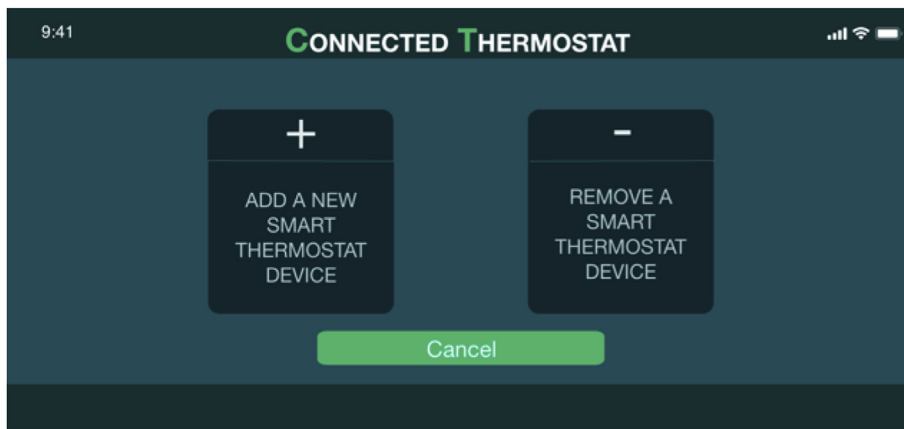 9:41
CONNECTED THERMOSTAT
+
ADD A NEW
SMART
THERMOSTAT
DEVICE
-
REMOVE A
SMART
THERMOSTAT
DEVICE
Cancel